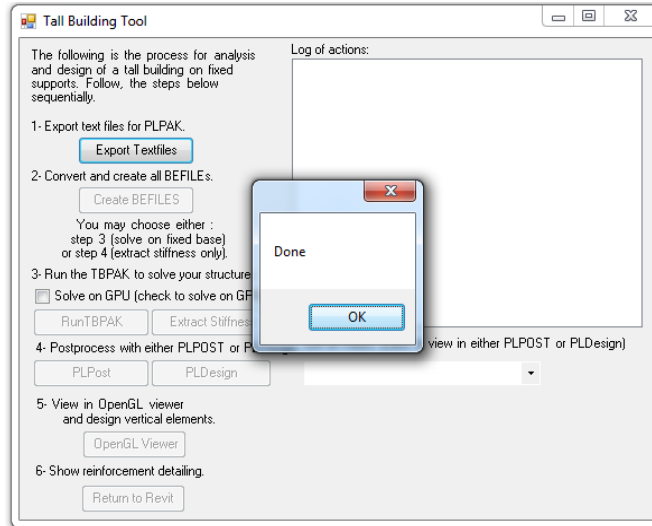 Tall Building Tool
The following is the process for analysis
and design of a tall building on fixed
supports. Follow, the steps below
sequentially.
Log of actions:
1- Export text files for PLPAK.
Export Textfiles
2- Convert and create all BEFILEs.
Create BEFILES
You may choose either :
step 3 (solve on fixed base)
or step 4 (extract stiffness only).
Done
OK
3- Run the TBPAK to solve your structure
Solve on GPU (check to solve on
RunTBPAK
Extract Stiffness
4- Postprocess with either PLPOST or
view in either PLPOST or PLDesign)
PLPost
PLDesign
5- View in OpenGL viewer
and design vertical elements.
OpenGL Viewer
6- Show reinforcement detailing.
Return to Revit